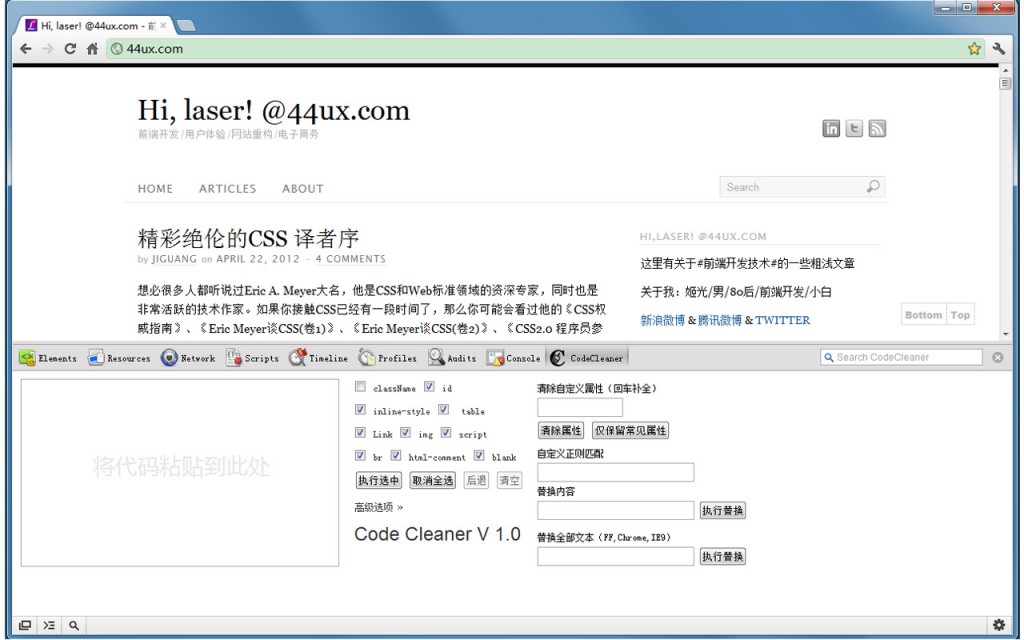 Hi, laser! @44ux.com - 前
44ux.com
Hi, laser! @44ux.com
前端开发/用户体验/网站重构/电子商务
HOME ARTICLES ABOUT
Search
精彩绝伦的CSS 译者序
by JIGUANG on APRIL 22, 2012 · 4 COMMENTS
想必很多人都听说过Eric A. Meyer大名，他是CSS和Web标准领域的资深专家，同时也是
非常活跃的技术作家。如果你接触CSS已经有一段时间了，那么你可能会看过他的《CSS权
威指南》、《Eric Meyer谈CSS(卷1)》、《Eric Meyer谈CSS(卷2)》、《CSS2.0 程序员参
HI,LASER! @44UX.COM
这里有关于#前端开发技术#的一些粗浅文章
关于我：姬光/男/80后/前端开发/小白
新浪微博 & 腾讯微博 & TWITTER
Bottom Top
Elements Resources Network Scripts Timeline Profiles Audits Console CodeCleaner
Search CodeCleaner
将代码粘贴到此处
className id
inline-style table
Link img script
br html-comment blank
执行选中 取消全选 后退 清空
高级选项 »
Code Cleaner V 1.0
清除自定义属性（回车补全）
清除属性 仅保留常见属性
自定义正则匹配
替换内容
执行替换
替换全部文本（FF,Chrome,IE9）
执行替换